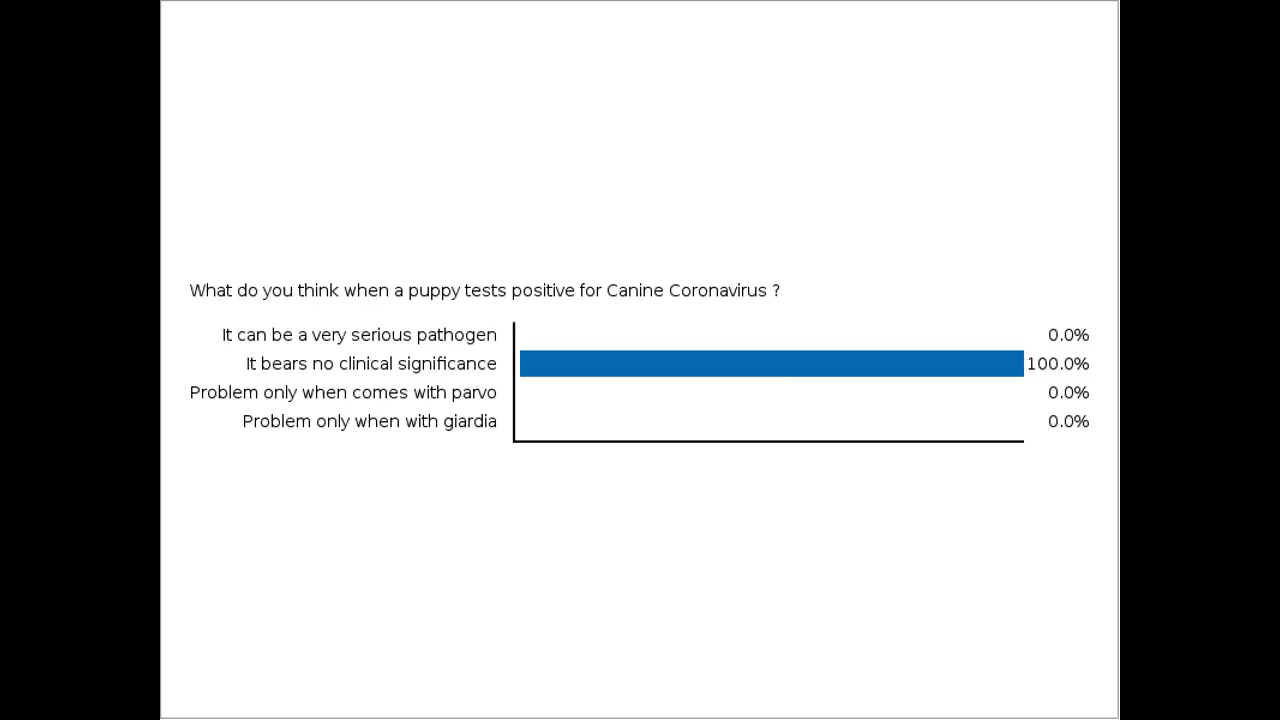 What do you think when a puppy tests positive for Canine Coronavirus ?
It can be a very serious pathogen 0.0%
It bears no clinical significance 100.0%
Problem only when comes with parvo 0.0%
Problem only when with giardia 0.0%